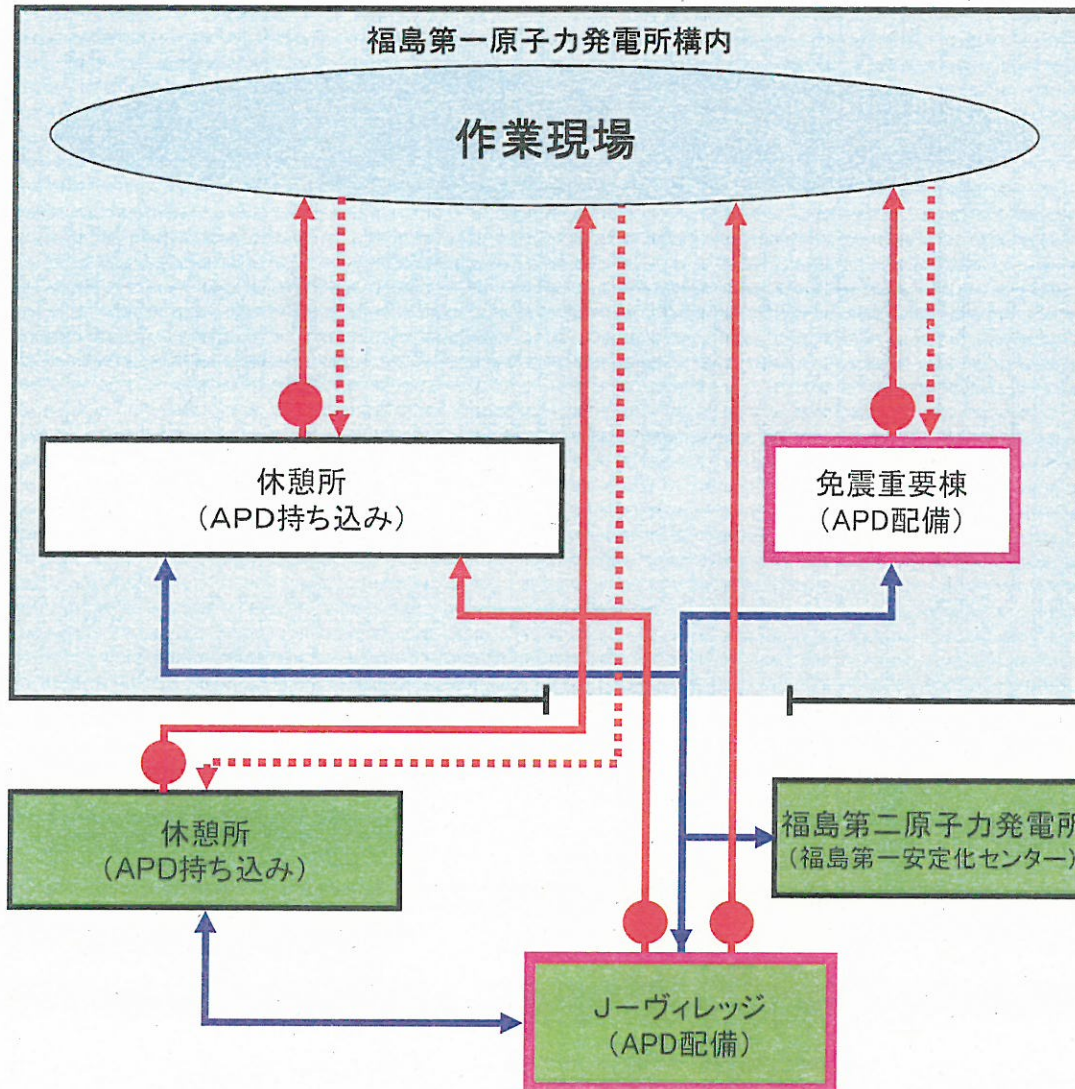 福島第一原子力発電所構内
作業現場
休憩所
(APD持ち込み)
免震重要棟
(APD配備)
休憩所
(APD持ち込み)
福島第二原子力発電所
(福島第一安定化センター)
Jーヴィレッジ
(APD配備)